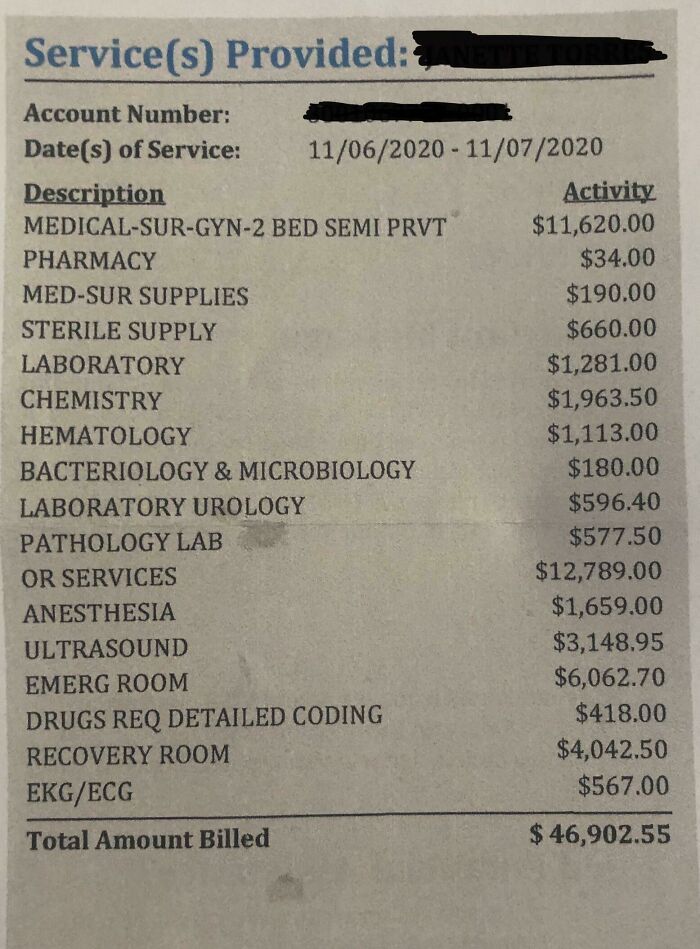 Service(s) Provided:
Account Number:
Date(s) of Service: 11/06/2020 - 11/07/2020
Description Activity
MEDICAL-SUR-GYN-2 BED SEMI PRVT $11,620.00
PHARMACY $34.00
MED-SUR SUPPLIES $190.00
STERILE SUPPLY $660.00
LABORATORY $1,281.00
CHEMISTRY $1,963.50
HEMATOLOGY $1,113.00
BACTERIOLOGY & MICROBIOLOGY $180.00
LABORATORY UROLOGY $596.40
PATHOLOGY LAB $577.50
OR SERVICES $12,789.00
ANESTHESIA $1,659.00
ULTRASOUND $3,148.95
EMERG ROOM $6,062.70
DRUGS REQ DETAILED CODING $418.00
RECOVERY ROOM $4,042.50
EKG/ECG $567.00
Total Amount Billed $ 46,902.55